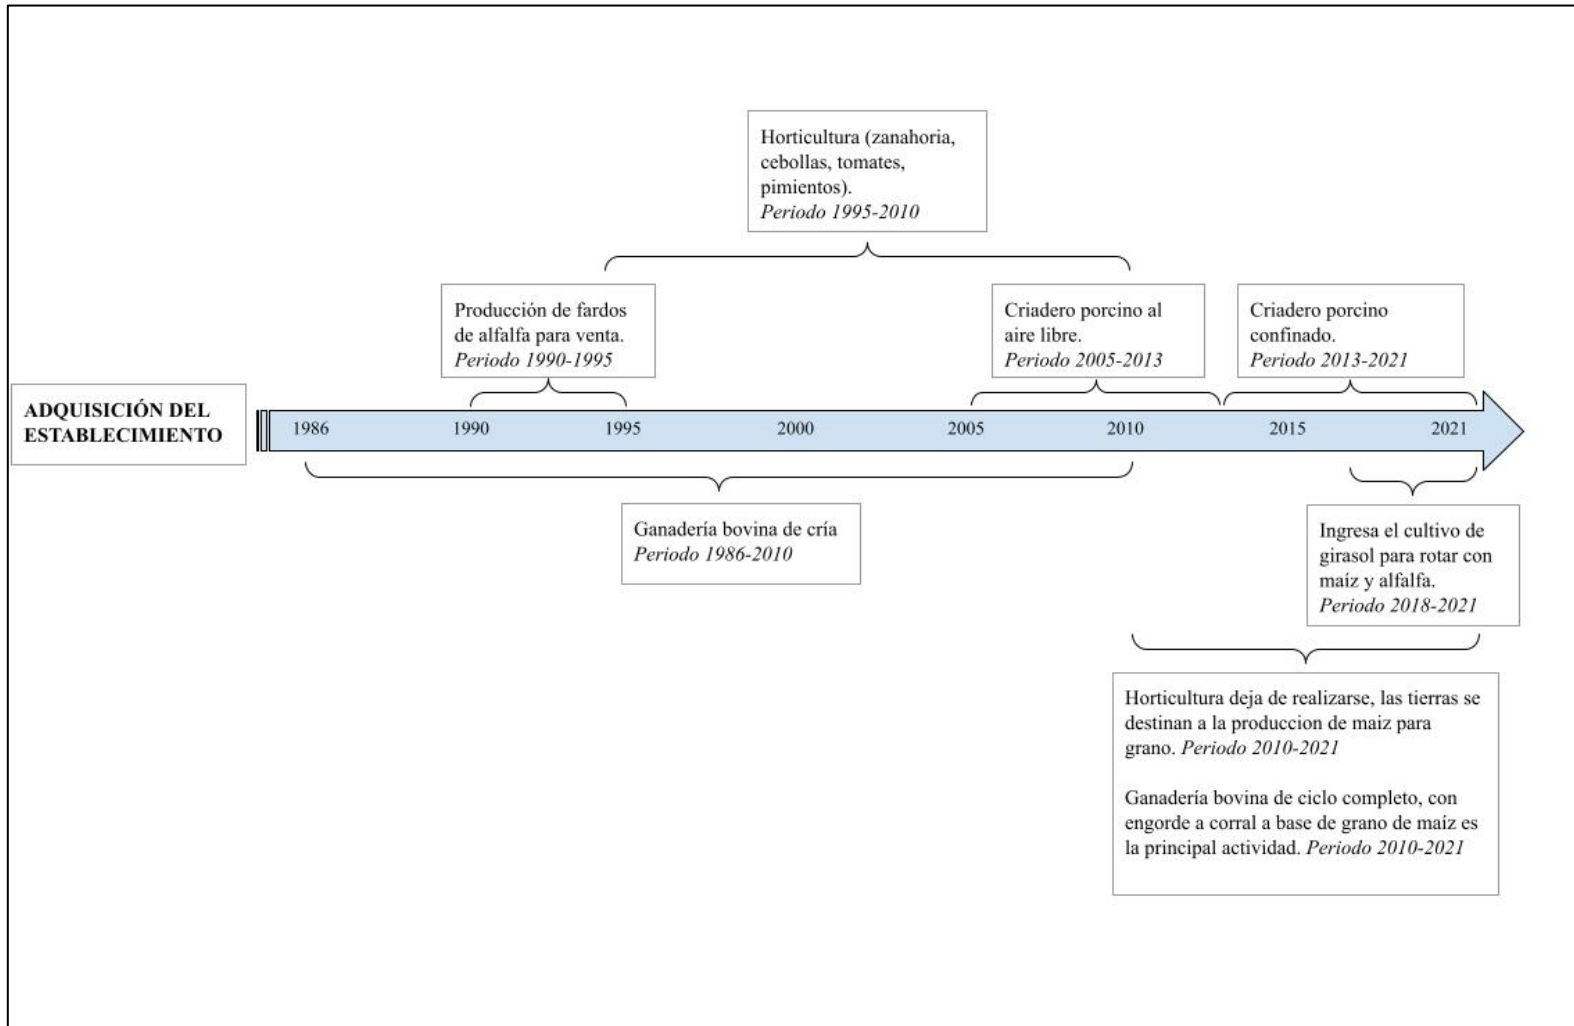 Horticultura (zanahoria,
cebollas, tomates,
pimientos).
Periodo 1995-2010
Producción de fardos
de alfalfa para venta.
Periodo 1990-1995
Criadero porcino al
aire libre.
Periodo 2005-2013
Criadero porcino
confinado.
Periodo 2013-2021
ADQUISICIÓN DEL
ESTABLECIMIENTO
1986 1990 1995 2000 2005 2010 2015 2021
Ganadería bovina de cría
Periodo 1986-2010
Ingresa el cultivo de
girasol para rotar con
maíz y alfalfa.
Periodo 2018-2021
Horticultura deja de realizarse, las tierras se
destinan a la produccion de maiz para
grano. Periodo 2010-2021
Ganadería bovina de ciclo completo, con
engorde a corral a base de grano de maíz es
la principal actividad. Periodo 2010-2021